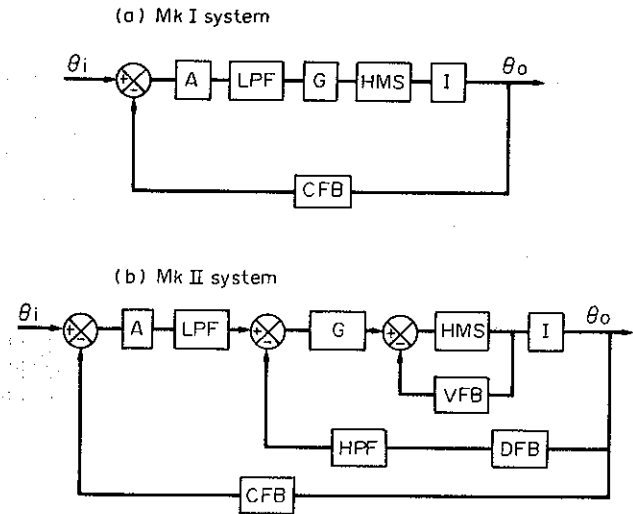 (a) Mk I system
θi + − A LPF G HMS I θo
CFB
(b) Mk II system
θi + − A LPF + − G + − HMS I θo
VFB
HPF DFB
CFB